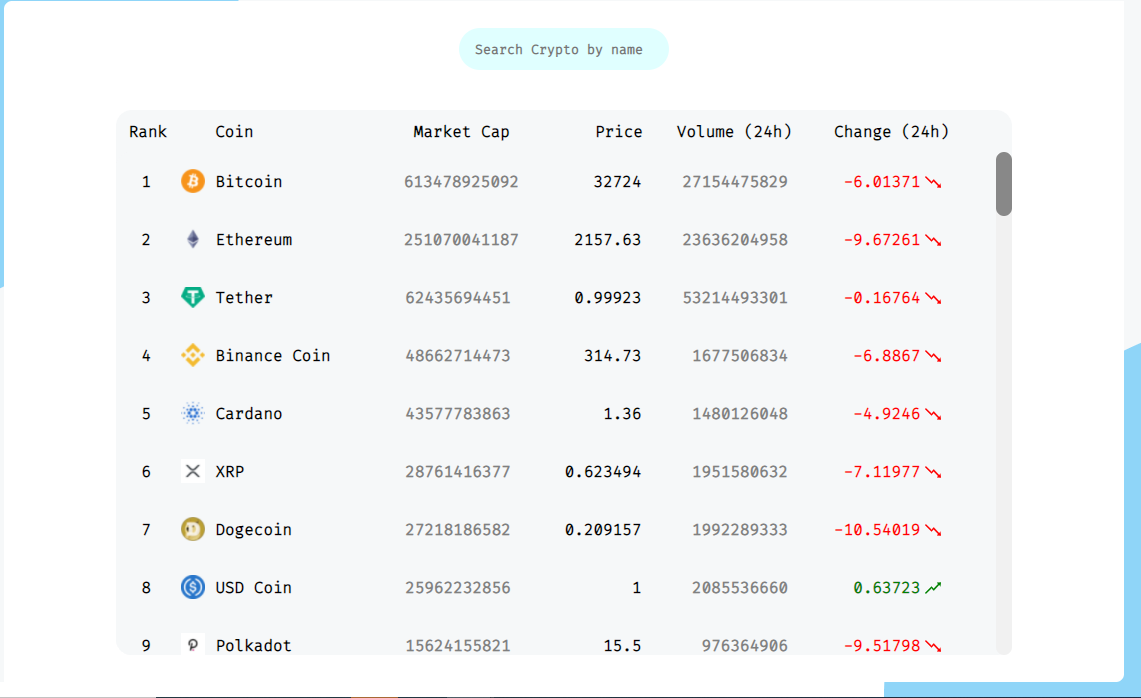 Search Crypto by name
Rank Coin Market Cap Price Volume (24h) Change (24h)
1 Bitcoin 613478925092 32724 27154475829 -6.01371
2 Ethereum 251070041187 2157.63 23636204958 -9.67261
3 Tether 62435694451 0.99923 53214493301 -0.16764
4 Binance Coin 48662714473 314.73 1677506834 -6.8867
5 Cardano 43577783863 1.36 1480126048 -4.9246
6 XRP 28761416377 0.623494 1951580632 -7.11977
7 Dogecoin 27218186582 0.209157 1992289333 -10.54019
8 USD Coin 25962232856 1 2085536660 0.63723
9 Polkadot 15624155821 15.5 976364906 -9.51798